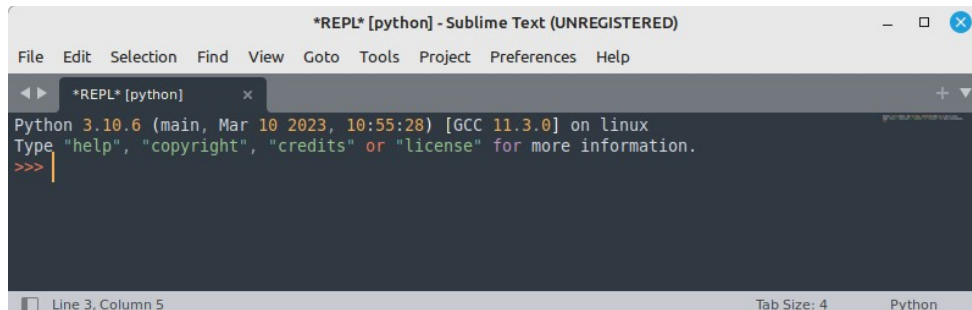 *REPL* [python] - Sublime Text (UNREGISTERED)
File Edit Selection Find View Goto Tools Project Preferences Help
*REPL* [python]
Python 3.10.6 (main, Mar 10 2023, 10:55:28) [GCC 11.3.0] on linux
Type "help", "copyright", "credits" or "license" for more information.
>>>
Line 3, Column 5 Tab Size: 4 Python